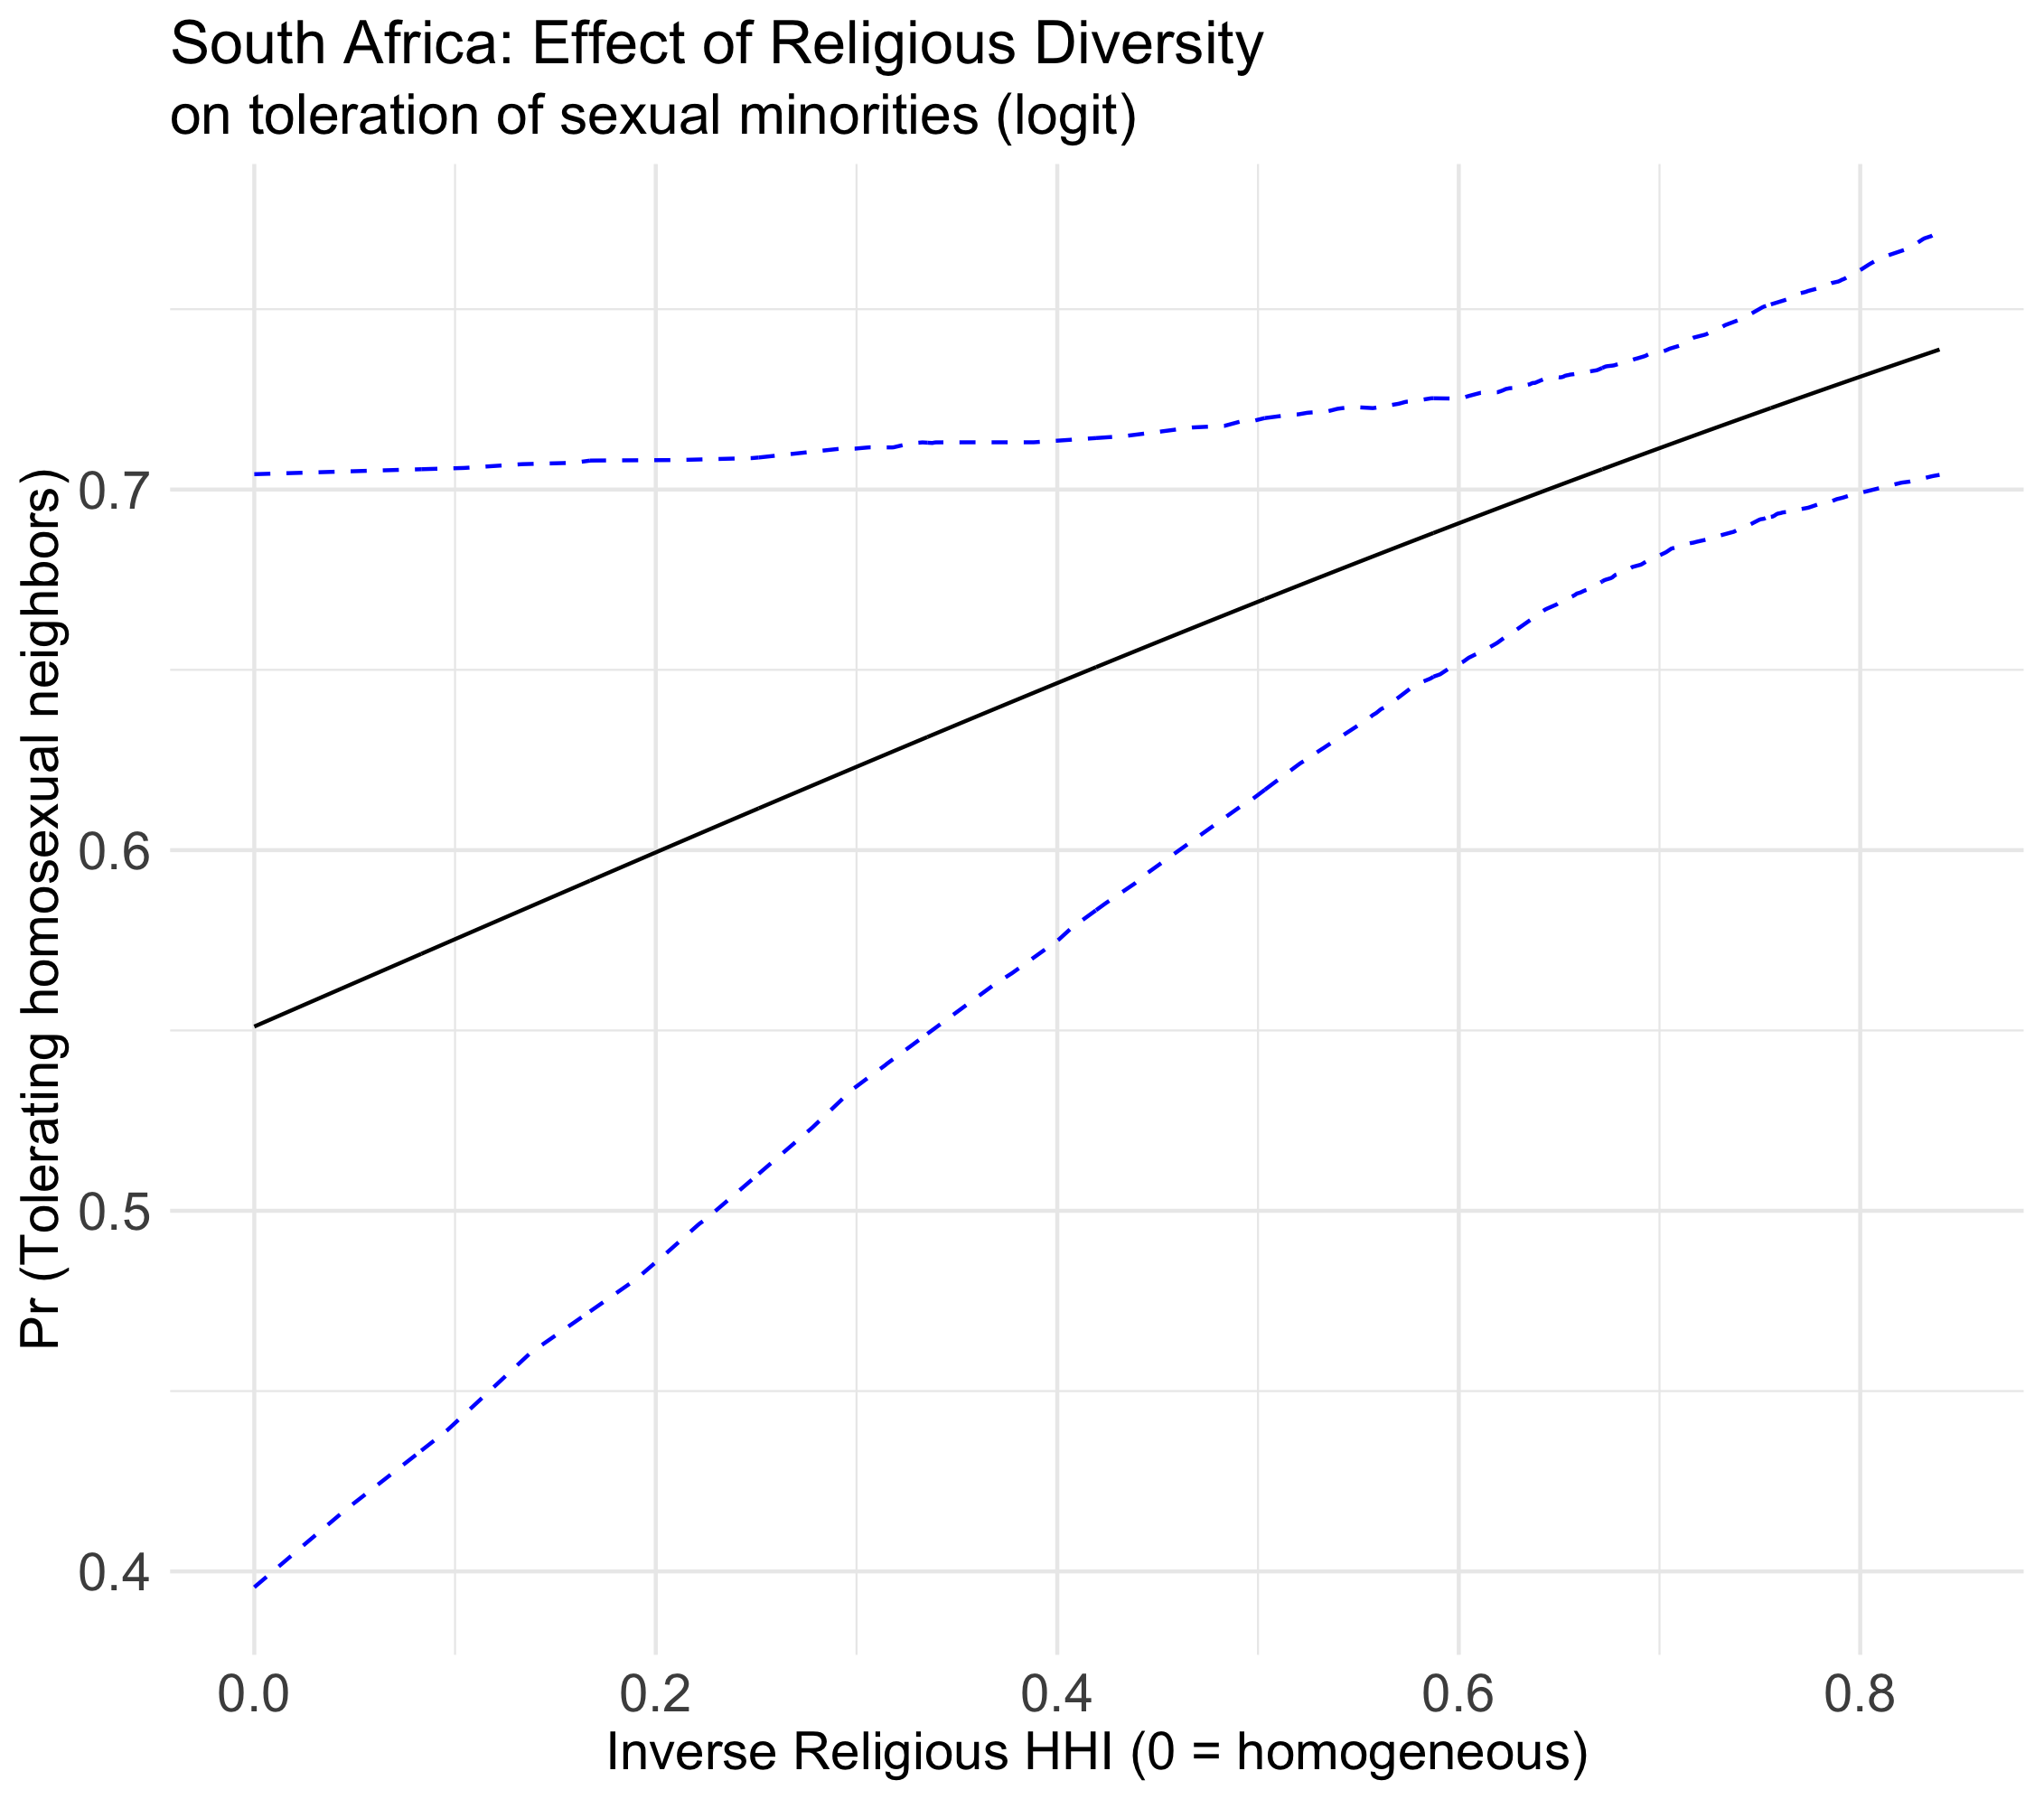 South Africa: Effect of Religious Diversity
on toleration of sexual minorities (logit)
Pr (Tolerating homosexual neighbors)
0.7
0.6
0.5
0.4
0.0 0.2 0.4 0.6 0.8
Inverse Religious HHI (0 = homogeneous)